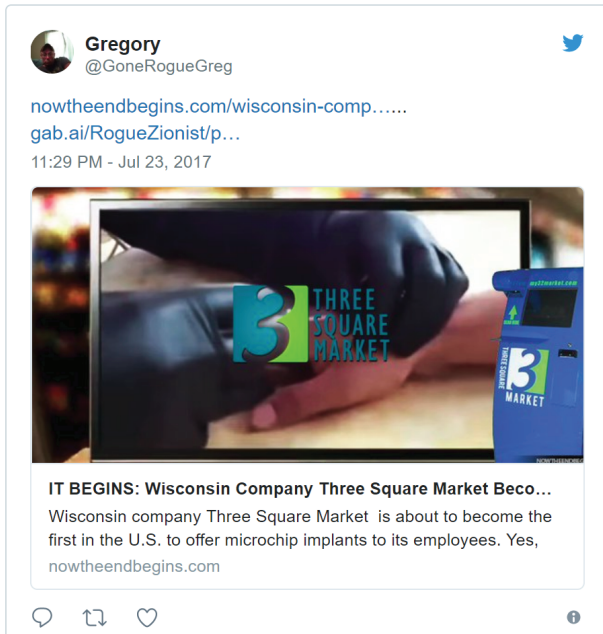 Gregory
@GoneRogueGreg
nowtheendbegins.com/wisconsin-comp……
gab.ai/RogueZionist/p…
11:29 PM - Jul 23, 2017
THREE
SQUARE
MARKET
3
THREE SQUARE
MARKET
NOWTHEENDBEG
IT BEGINS: Wisconsin Company Three Square Market Beco...
Wisconsin company Three Square Market is about to become the
first in the U.S. to offer microchip implants to its employees. Yes,
nowtheendbegins.com